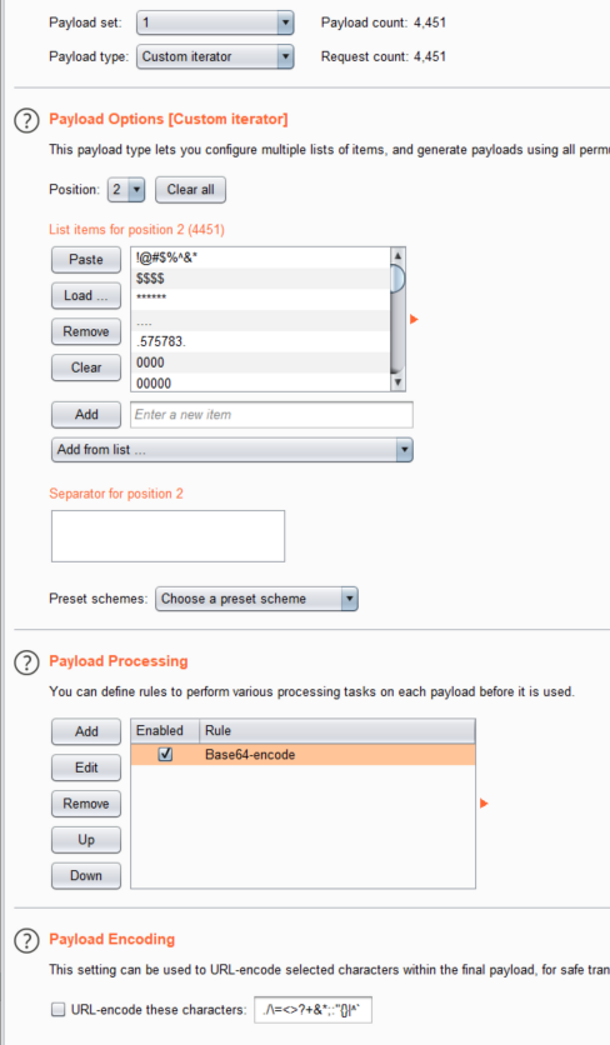 Payload set: 1 Payload count: 4,451
Payload type: Custom iterator Request count: 4,451
? Payload Options [Custom iterator]
This payload type lets you configure multiple lists of items, and generate payloads using all permu
Position: 2 Clear all
List items for position 2 (4451)
Paste !@#$%^&*
$$$$
Load ... ******
....
Remove .575783.
0000
Clear 00000
Add Enter a new item
Add from list ...
Separator for position 2
Preset schemes: Choose a preset scheme
? Payload Processing
You can define rules to perform various processing tasks on each payload before it is used.
Add Enabled Rule
Base64-encode
Edit
Remove
Up
Down
? Payload Encoding
This setting can be used to URL-encode selected characters within the final payload, for safe tran
URL-encode these characters: ./\=<>?+&*;:"{}|^`